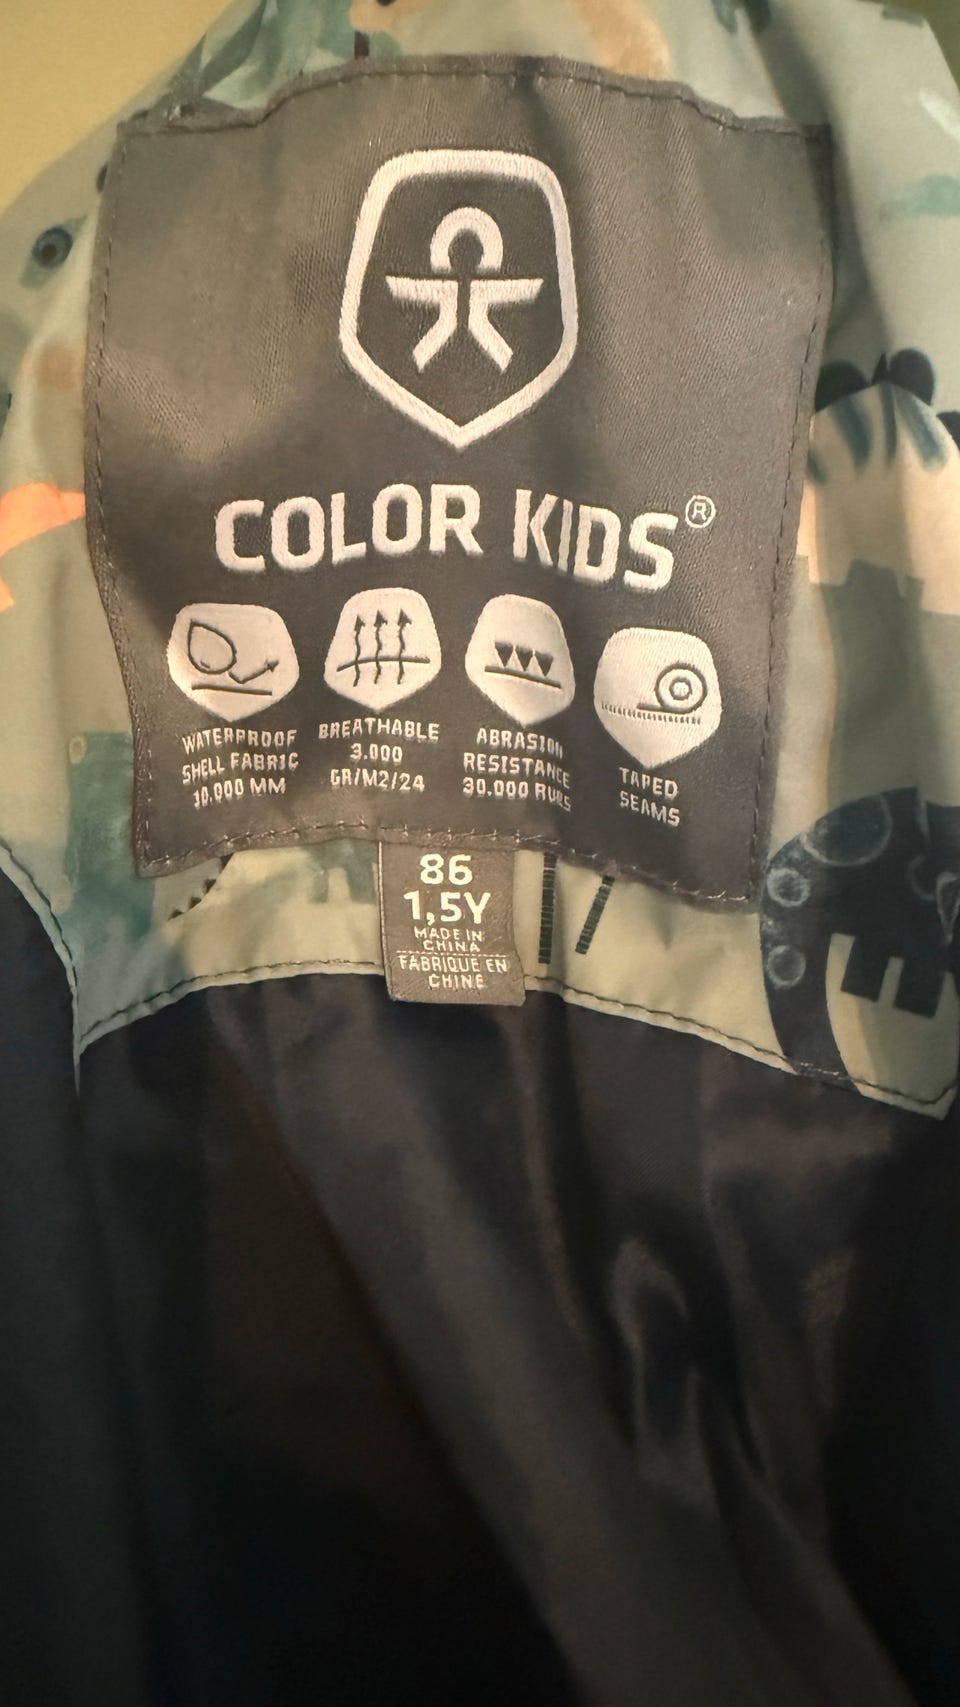 COLOR KIDS®
WATERPROOF
SHELL FABRIC
10.000 MM
BREATHABLE
3.000
GR/M2/24
ABRASION
RESISTANCE
30.000 RUBS
TAPED
SEAMS
86
1,5Y
MADE IN
CHINA
FABRIQUE EN
CHINE